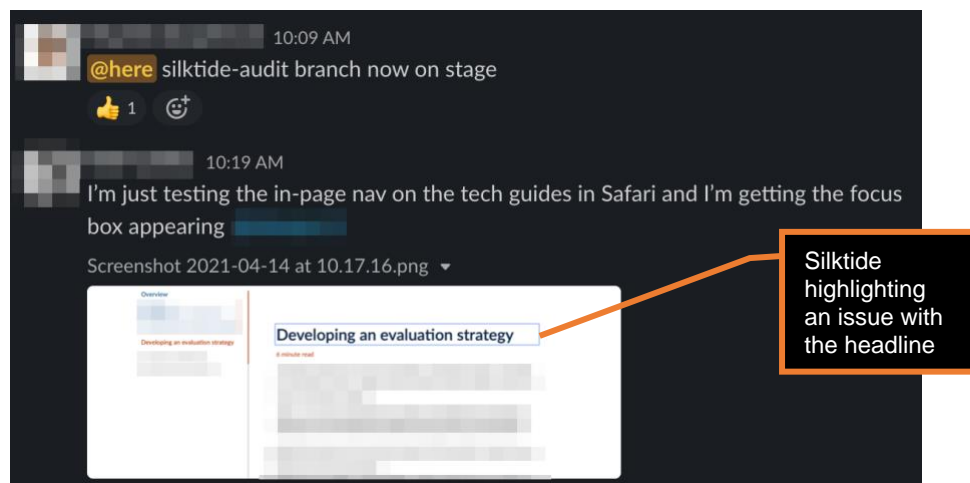 10:09 AM
@here silktide-audit branch now on stage
👍 1
10:19 AM
I'm just testing the in-page nav on the tech guides in Safari and I'm getting the focus
box appearing
Screenshot 2021-04-14 at 10.17.16.png
Overview
Developing an evaluation strategy
Developing an evaluation strategy
6 minute read
Silktide
highlighting
an issue with
the headline